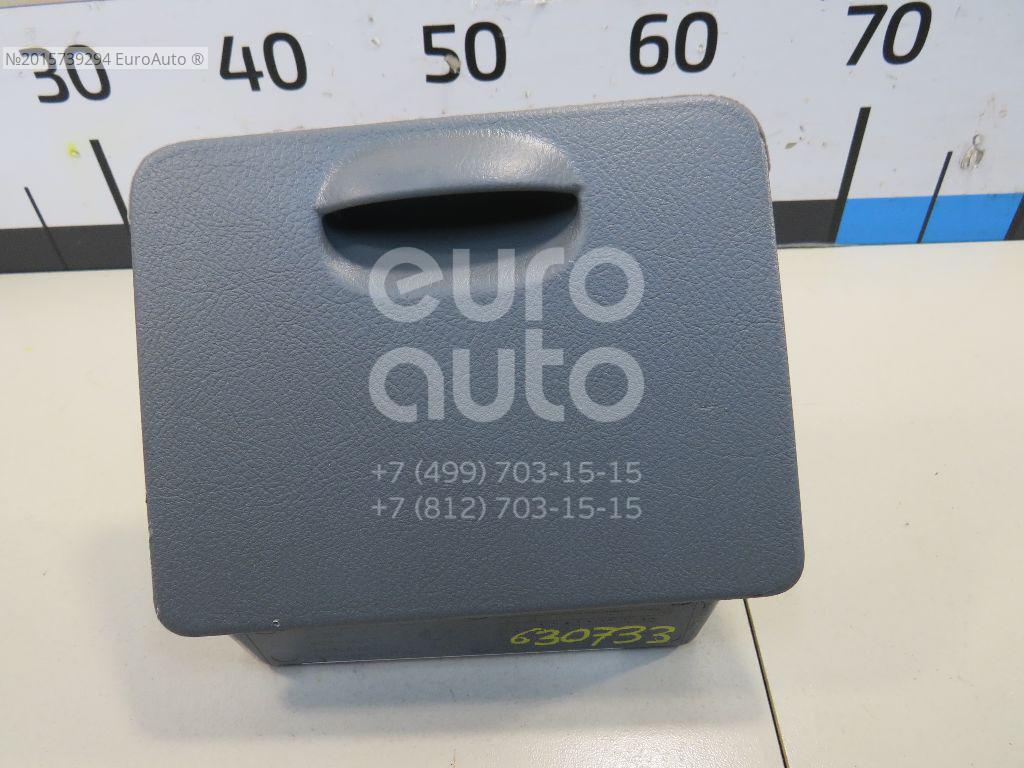 №2015739294 EuroAuto ®
30 40 50 60 70
euro
auto
+7 (499) 703-15-15
+7 (812) 703-15-15
630733